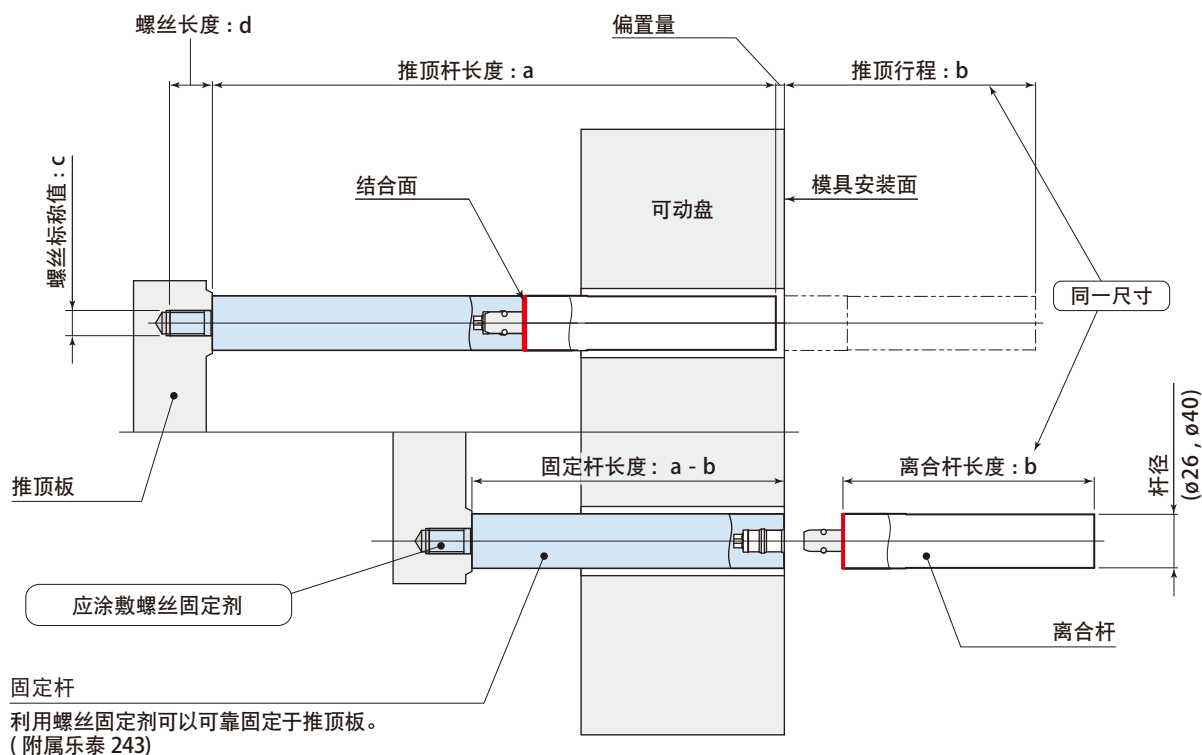 螺丝长度 : d
偏置量
推顶杆长度 : a
推顶行程 : b
螺丝标称值 : c
结合面
可动盘
模具安装面
同一尺寸
推顶板
固定杆长度 : a - b
离合杆长度 : b
杆径
(ø26 , ø40)
应涂敷螺丝固定剂
离合杆
固定杆
利用螺丝固定剂可以可靠固定于推顶板。
( 附属乐泰 243)